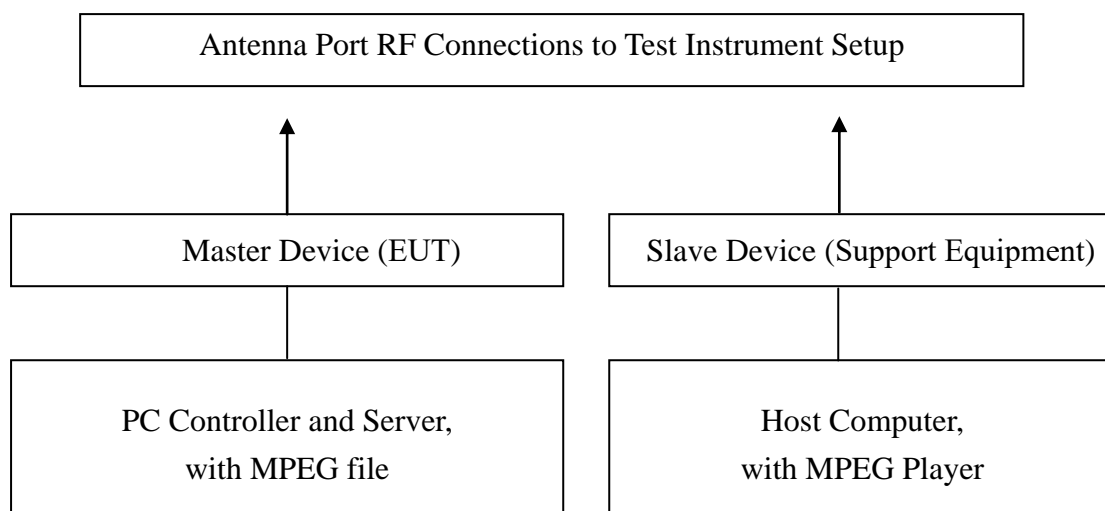 Antenna Port RF Connections to Test Instrument Setup
Master Device (EUT)
Slave Device (Support Equipment)
PC Controller and Server,
with MPEG file
Host Computer,
with MPEG Player